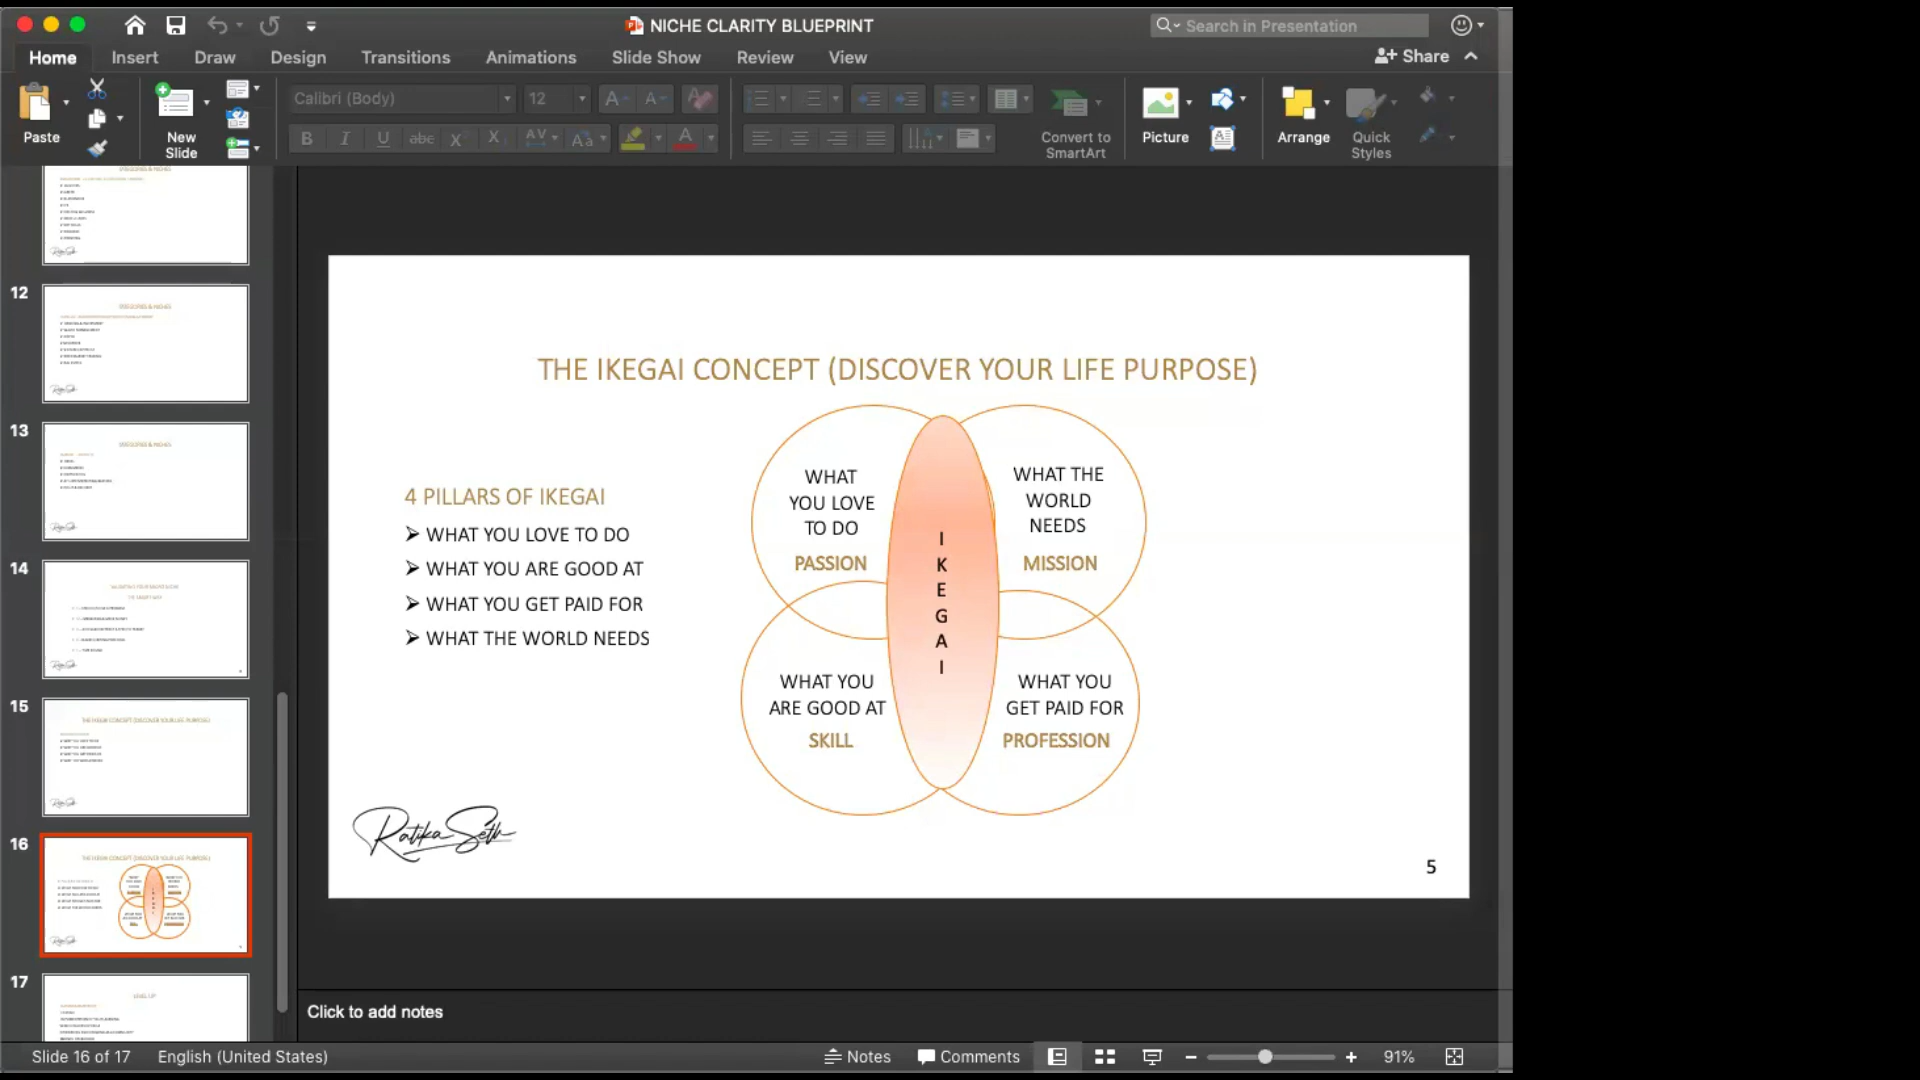 NICHE CLARITY BLUEPRINT
Search in Presentation
Home Insert Draw Design Transitions Animations Slide Show Review View
Share
Calibri (Body) 12
Paste
New
Slide
Convert to
SmartArt
Picture
Arrange
Quick
Styles
12
13
14
15
16
17
THE IKEGAI CONCEPT (DISCOVER YOUR LIFE PURPOSE)
4 PILLARS OF IKEGAI
➢ WHAT YOU LOVE TO DO
➢ WHAT YOU ARE GOOD AT
➢ WHAT YOU GET PAID FOR
➢ WHAT THE WORLD NEEDS
WHAT
YOU LOVE
TO DO
PASSION
WHAT THE
WORLD
NEEDS
MISSION
I
K
E
G
A
I
WHAT YOU
ARE GOOD AT
SKILL
WHAT YOU
GET PAID FOR
PROFESSION
Ratika Seth
5
Click to add notes
Slide 16 of 17 English (United States)
Notes Comments 91%